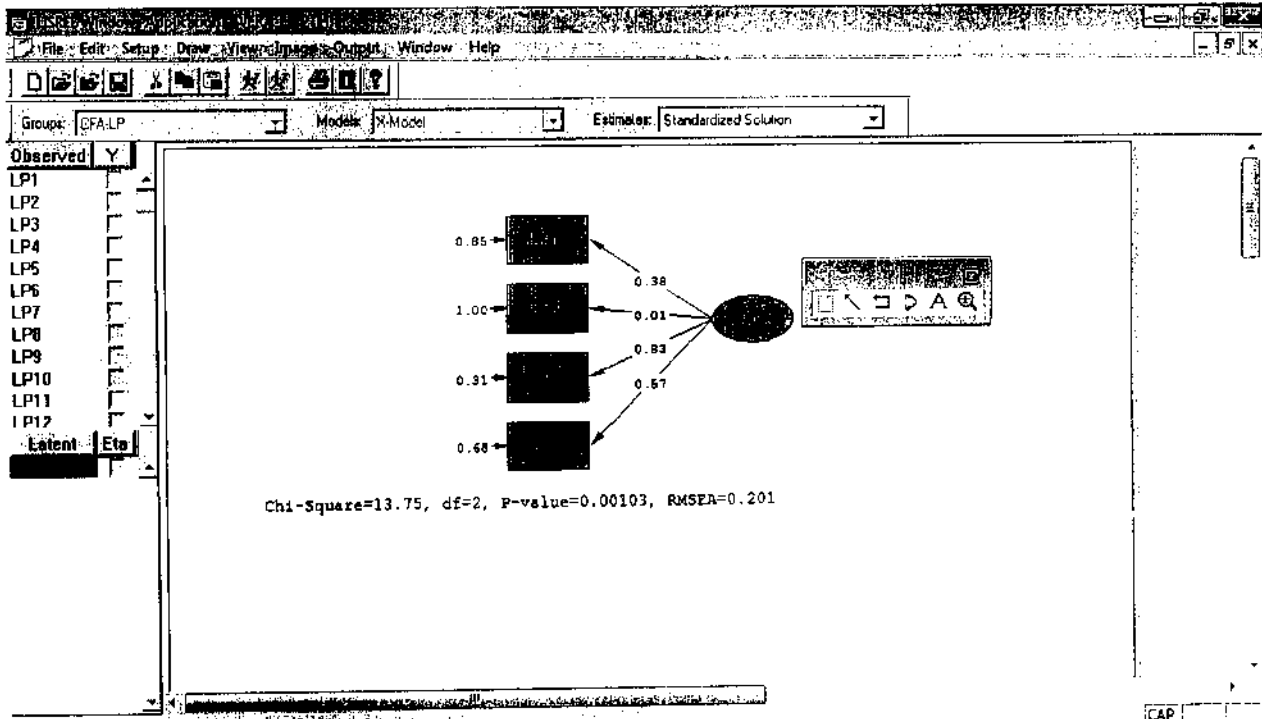 File Edit Setup Draw View Image Output Window Help
Groups: CFA-LP Models: X-Model Estimates: Standardized Solution
Observed Y
LP1
LP2
LP3
LP4
LP5
LP6
LP7
LP8
LP9
LP10
LP11
LP12
Latent Eta
0.85
0.38
1.00
0.01
0.83
0.31
0.57
0.68
Chi-Square=13.75, df=2, P-value=0.00103, RMSEA=0.201
CAP